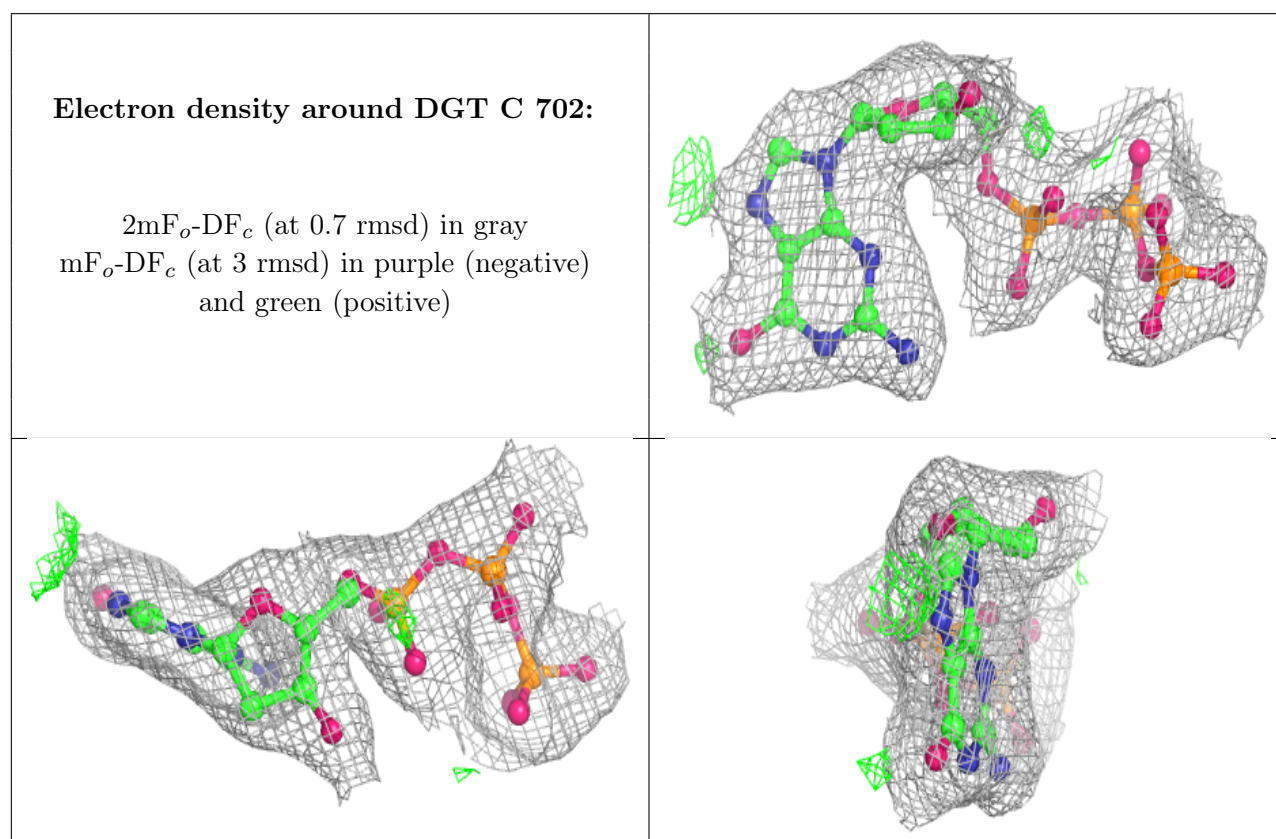 Electron density around DGT C 702:
2mFo-DFc (at 0.7 rmsd) in gray
mFo-DFc (at 3 rmsd) in purple (negative)
and green (positive)